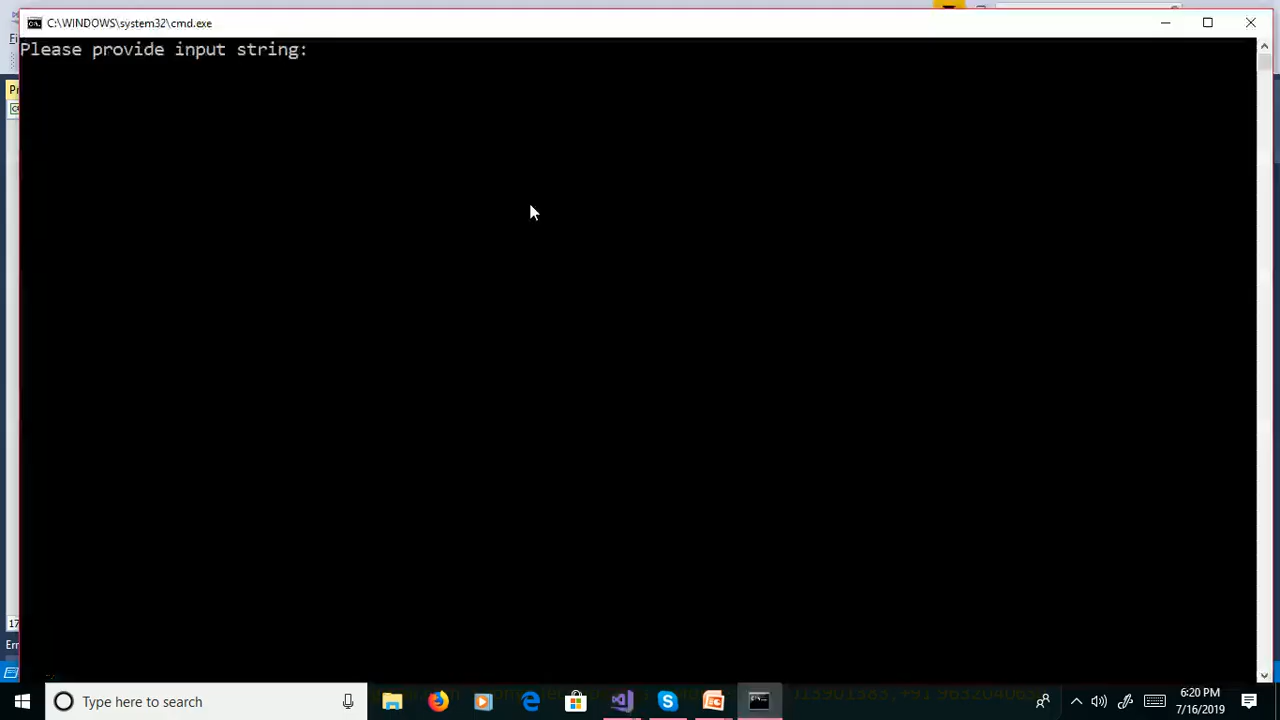 C:\WINDOWS\system32\cmd.exe
Please provide input string:
Type here to search
6:20 PM
7/16/2019